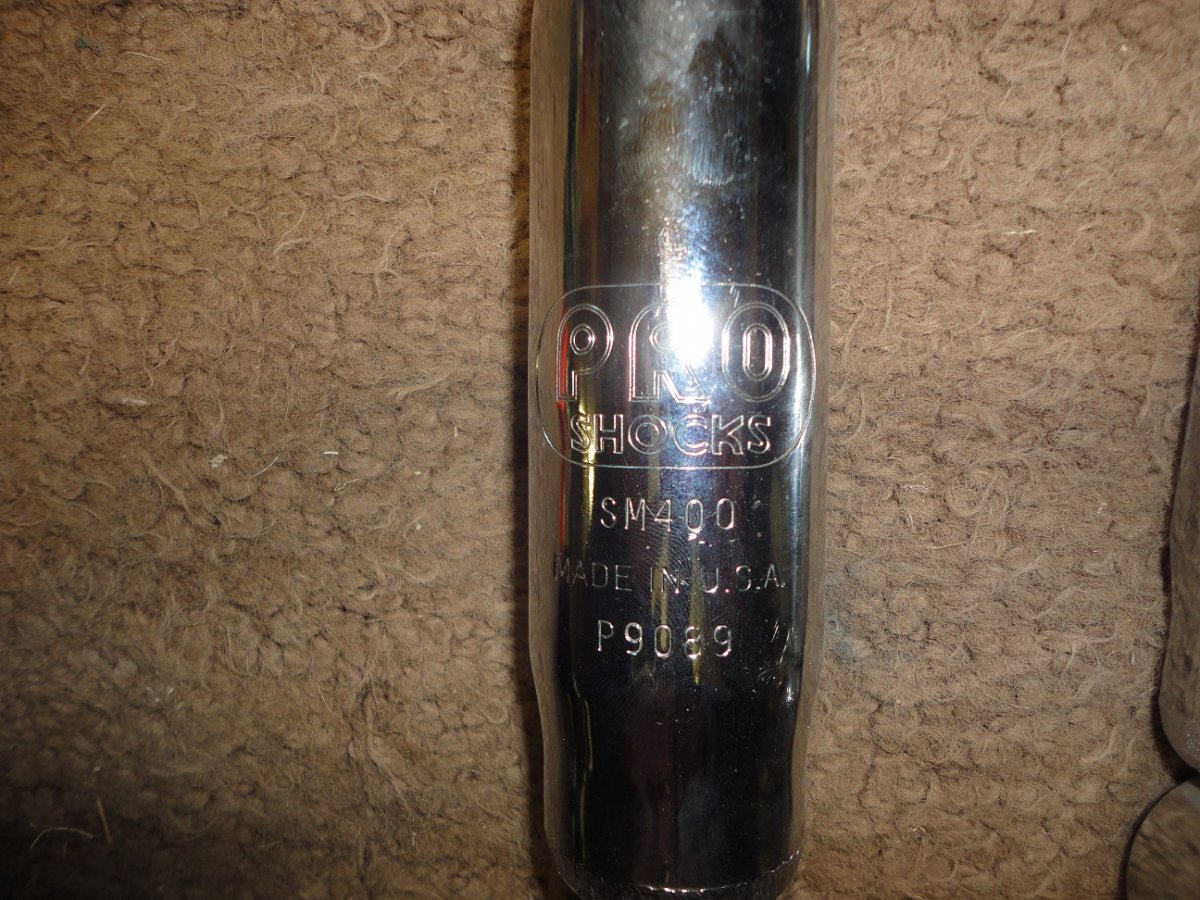 PRO
SHOCKS
SM400
MADE IN U.S.A.
P9089